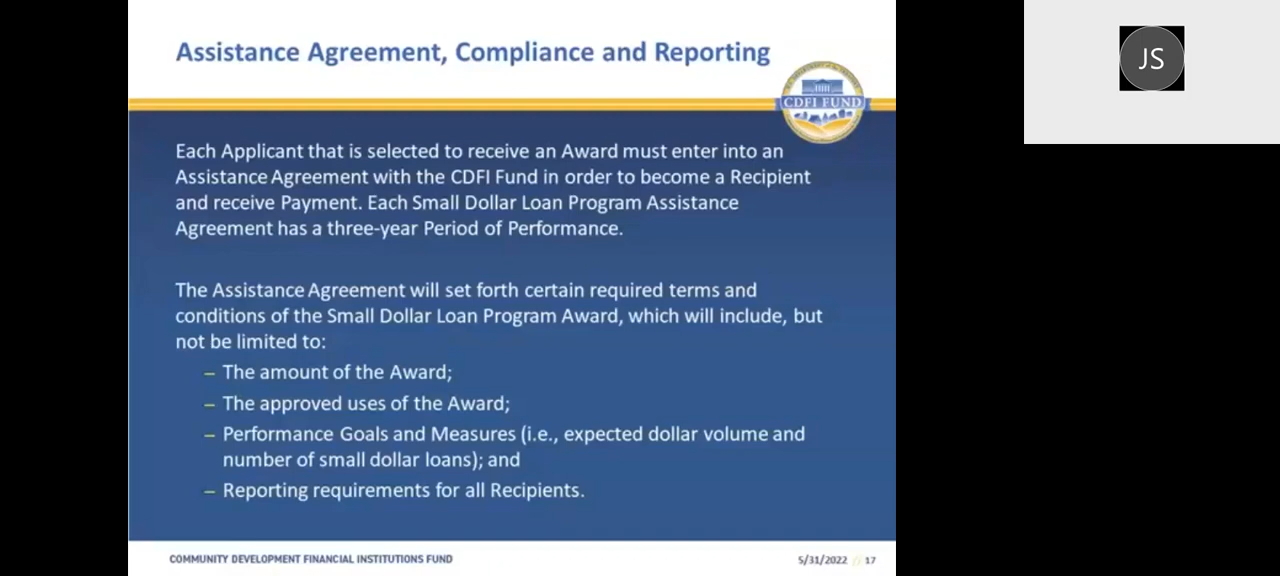 Assistance Agreement, Compliance and Reporting
JS
CDFI FUND
Each Applicant that is selected to receive an Award must enter into an
Assistance Agreement with the CDFI Fund in order to become a Recipient
and receive Payment. Each Small Dollar Loan Program Assistance
Agreement has a three-year Period of Performance.
The Assistance Agreement will set forth certain required terms and
conditions of the Small Dollar Loan Program Award, which will include, but
not be limited to:
– The amount of the Award;
– The approved uses of the Award;
– Performance Goals and Measures (i.e., expected dollar volume and
number of small dollar loans); and
– Reporting requirements for all Recipients.
COMMUNITY DEVELOPMENT FINANCIAL INSTITUTIONS FUND
5/31/2022 // 17